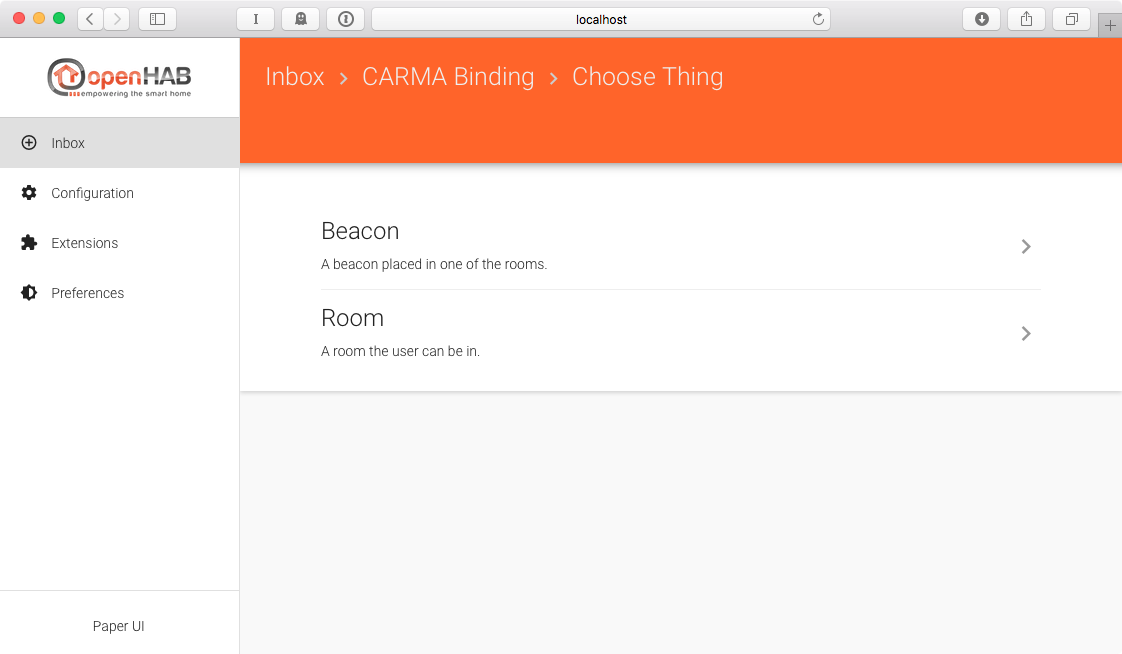 localhost
openHAB
empowering the smart home
Inbox
Configuration
Extensions
Preferences
Paper UI
Inbox > CARMA Binding > Choose Thing
Beacon
A beacon placed in one of the rooms.
Room
A room the user can be in.